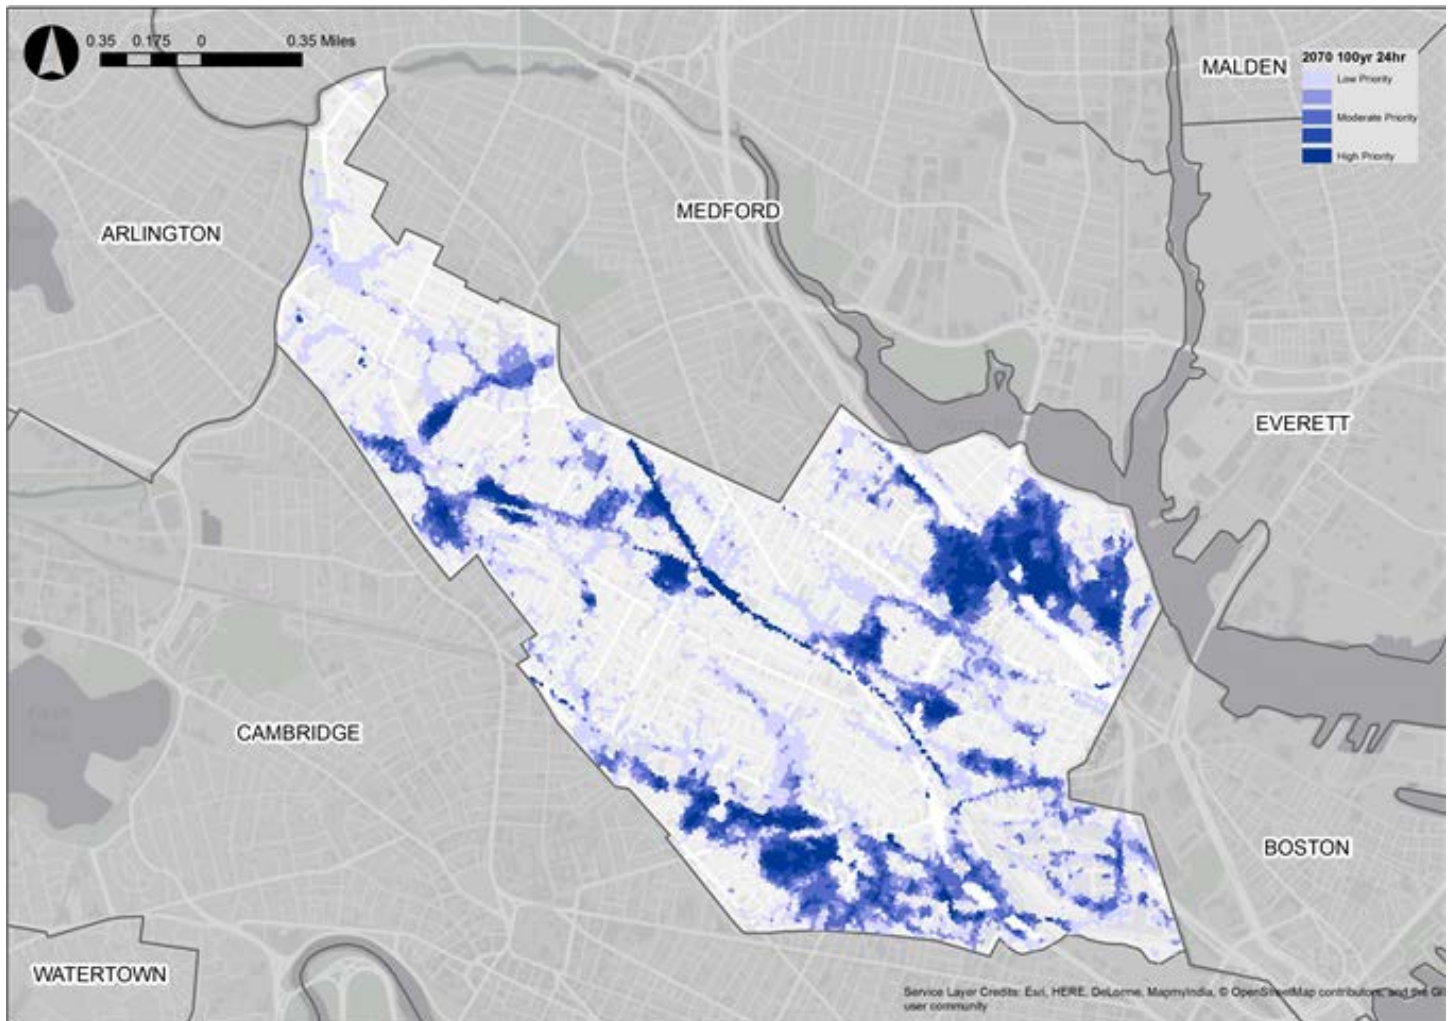 0.35 0.175 0 0.35 Miles
MALDEN
2070 100yr 24hr
Low Priority
Moderate Priority
High Priority
MEDFORD
ARLINGTON
EVERETT
CAMBRIDGE
BOSTON
WATERTOWN
Service Layer Credits: Esri, HERE, DeLorme, MapmyIndia, © OpenStreetMap contributors, and the GIS
user community